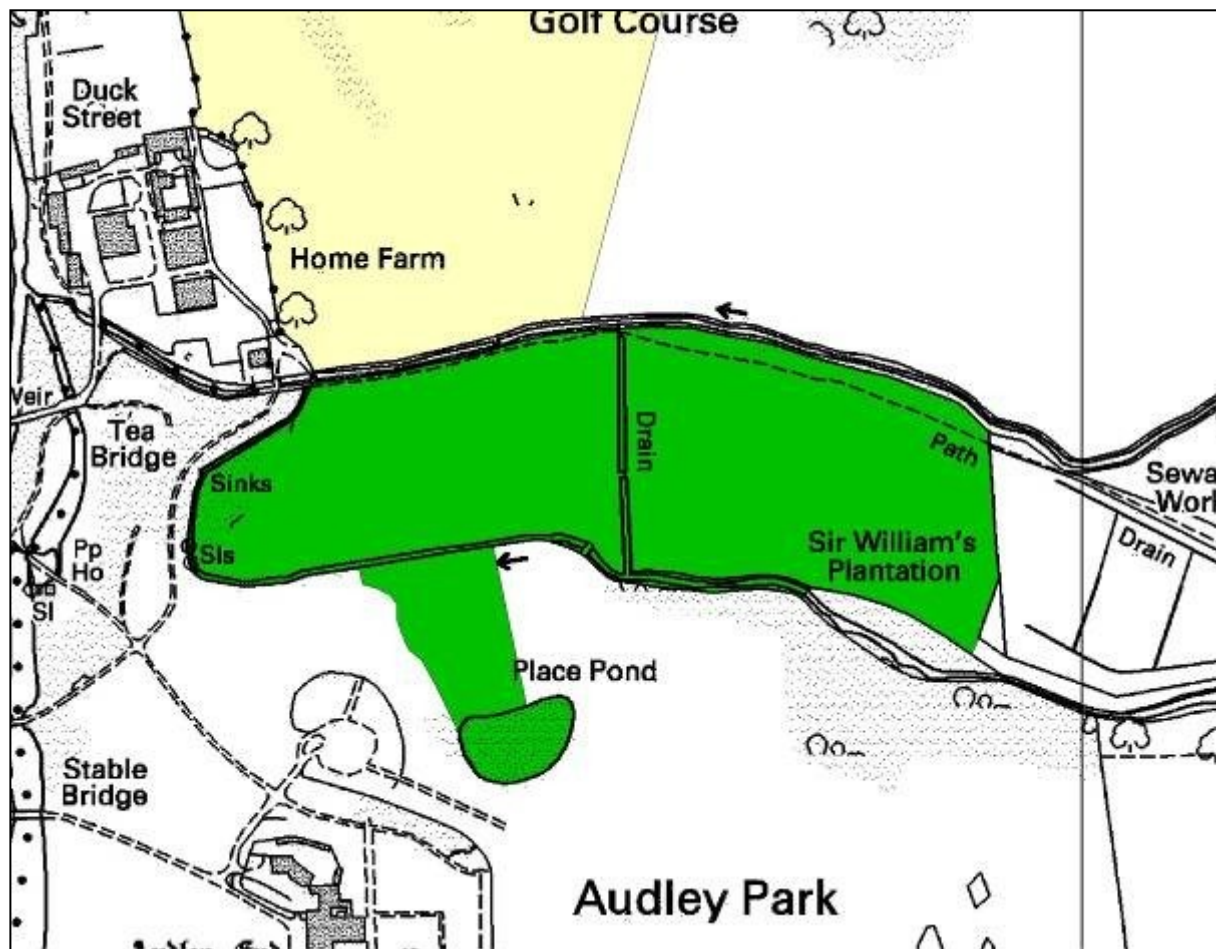 Golf Course
Duck
Street
Home Farm
Weir
Tea
Bridge
Sinks
Drain
Path
Sewa
Work
Sls
Pp
Ho
Sl
Sir William's
Plantation
Drain
Place Pond
Stable
Bridge
Audley Park